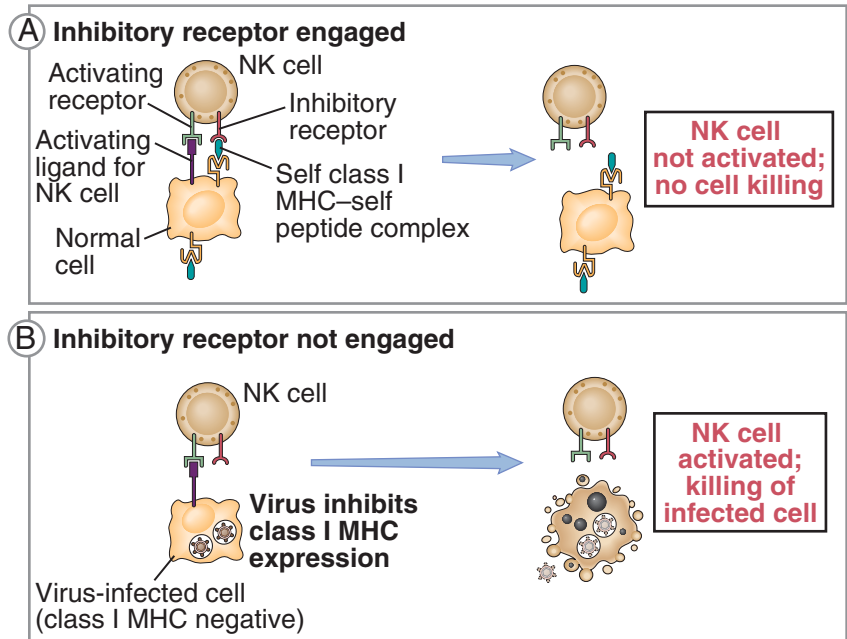 A Inhibitory receptor engaged
Activating
receptor
NK cell
Inhibitory
receptor
Activating
ligand for
NK cell
Self class I
MHC–self
peptide complex
Normal
cell
NK cell
not activated;
no cell killing
B Inhibitory receptor not engaged
NK cell
Virus inhibits
class I MHC
expression
Virus-infected cell
(class I MHC negative)
NK cell
activated;
killing of
infected cell